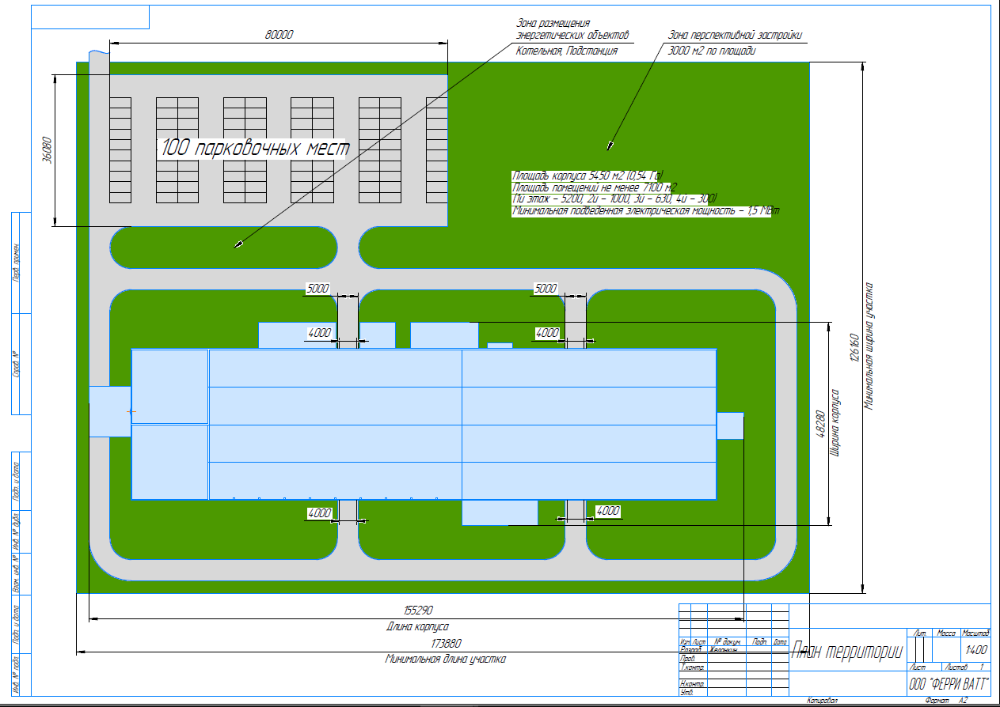 Зона размещения
энергетических объектов
Котельная, Подстанция
Зона перспективной застройки
3000 м2 по площади
80000
36080
100 парковочных мест
Площадь корпуса 5450 м2 (0,54 Га)
Площадь помещений не менее 7100 м2
(1й этаж – 5200, 2й – 1000, 3й – 630, 4й – 300)
Минимальная подведенная электрическая мощность – 1,5 МВт
5000
5000
4000
4000
4000
4000
48280
Ширина корпуса
126160
Минимальная ширина участка
155290
Длина корпуса
173880
Минимальная длина участка
Перв. примен.
Справ. №
Подп. и дата
Инв. № дубл.
Взам. инв. №
Подп. и дата
Инв. № подл.
Изм. Лист № докум. Подп. Дата
Разраб. Желонкин
Пров.
Т.контр.
Н.контр.
Утв.
План территории
Лит. Масса Масштаб
1:400
Лист Листов 1
ООО "ФЕРРИ ВАТТ"
Копировал Формат А2